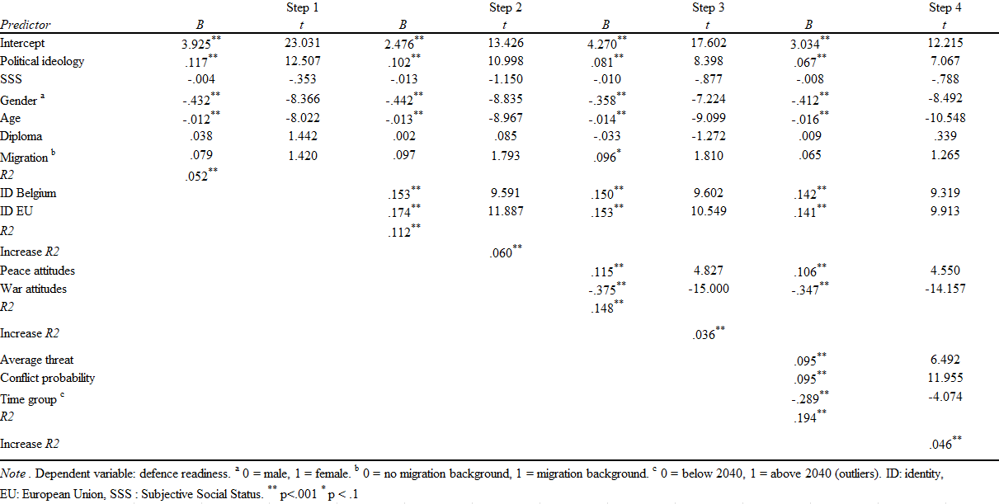 Step 1 Step 2 Step 3 Step 4
Predictor B t B t B t B t
Intercept 3.925** 23.031 2.476** 13.426 4.270** 17.602 3.034** 12.215
Political ideology .117** 12.507 .102** 10.998 .081** 8.398 .067** 7.067
SSS -.004 -.353 -.013 -1.150 -.010 -.877 -.008 -.788
Gender a -.432** -8.366 -.442** -8.835 -.358** -7.224 -.412** -8.492
Age -.012** -8.022 -.013** -8.967 -.014** -9.099 -.016** -10.548
Diploma .038 1.442 .002 .085 -.033 -1.272 .009 .339
Migration b .079 1.420 .097 1.793 .096* 1.810 .065 1.265
R2 .052**
ID Belgium .153** 9.591 .150** 9.602 .142** 9.319
ID EU .174** 11.887 .153** 10.549 .141** 9.913
R2 .112**
Increase R2 .060**
Peace attitudes .115** 4.827 .106** 4.550
War attitudes -.375** -15.000 -.347** -14.157
R2 .148**
Increase R2 .036**
Average threat .095** 6.492
Conflict probability .095** 11.955
Time group c -.289** -4.074
R2 .194**
Increase R2 .046**
Note . Dependent variable: defence readiness. a 0 = male, 1 = female. b 0 = no migration background, 1 = migration background. c 0 = below 2040, 1 = above 2040 (outliers). ID: identity,
EU: European Union, SSS : Subjective Social Status. ** p<.001 * p < .1